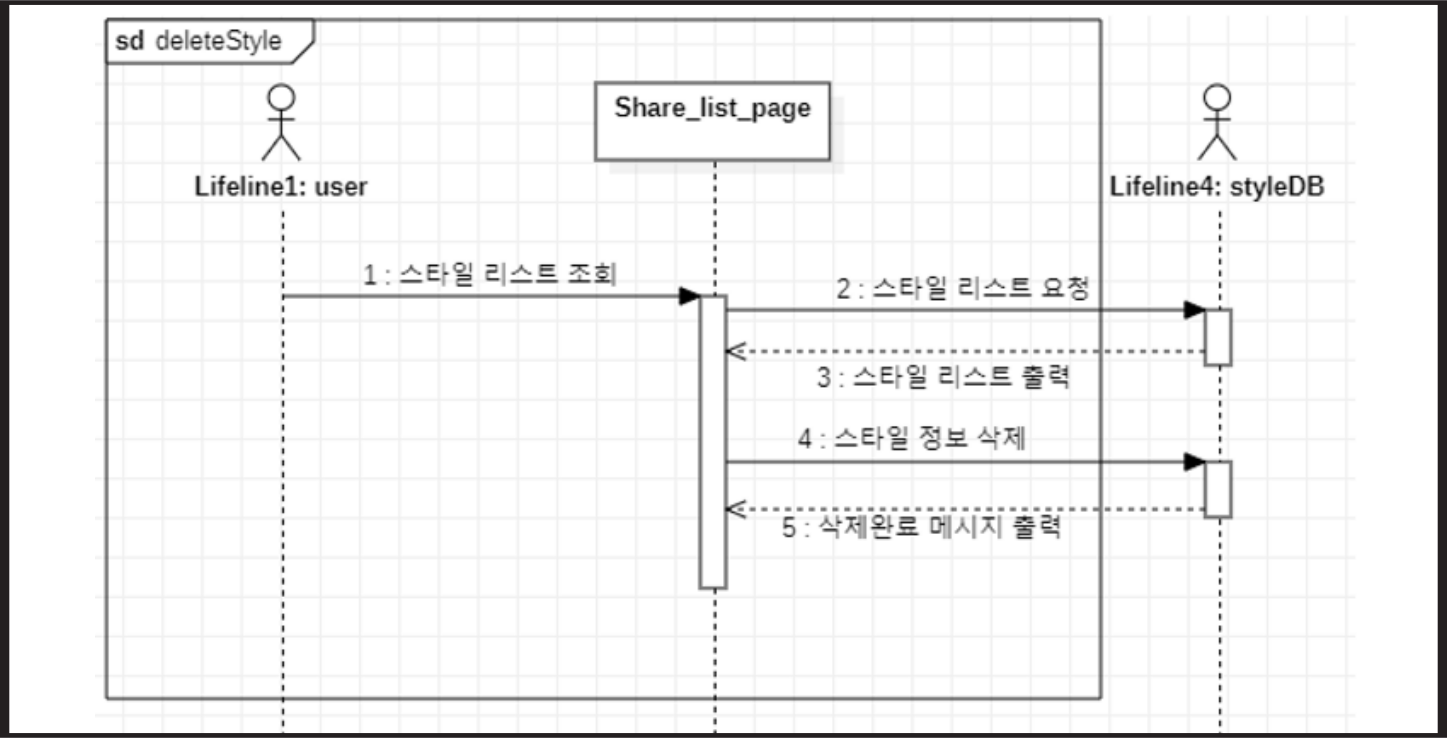 sd deleteStyle
Share_list_page
Lifeline1: user
Lifeline4: styleDB
1 : 스타일 리스트 조회
2 : 스타일 리스트 요청
3 : 스타일 리스트 출력
4 : 스타일 정보 삭제
5 : 삭제완료 메시지 출력